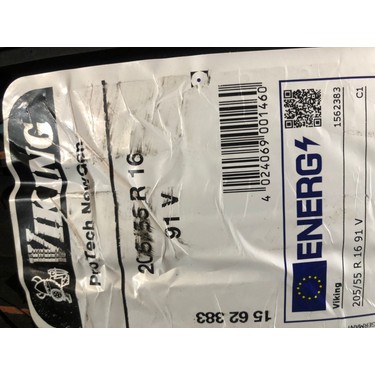 VIKING
ProTech NewGen
205/55 R 16
91 V
15 62 383
4 024069 001460
ENERG
Viking
1562383
205/55 R 16 91 V
C1